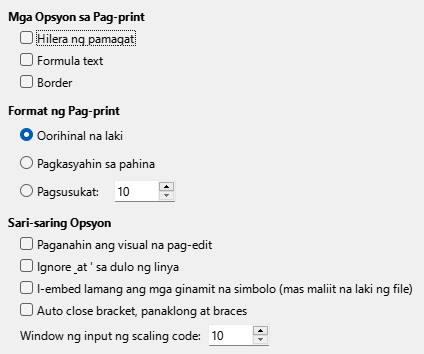 Mga Opsyon sa Pag-print
Hilera ng pamagat
Formula text
Border
Format ng Pag-print
Oorihinal na laki
Pagkasyahin sa pahina
Pagsusukat: 10
Sari-saring Opsyon
Paganahin ang visual na pag-edit
Ignore _at ' sa dulo ng linya
I-embed lamang ang mga ginamit na simbolo (mas maliit na laki ng file)
Auto close bracket, panaklong at braces
Window ng input ng scaling code: 10